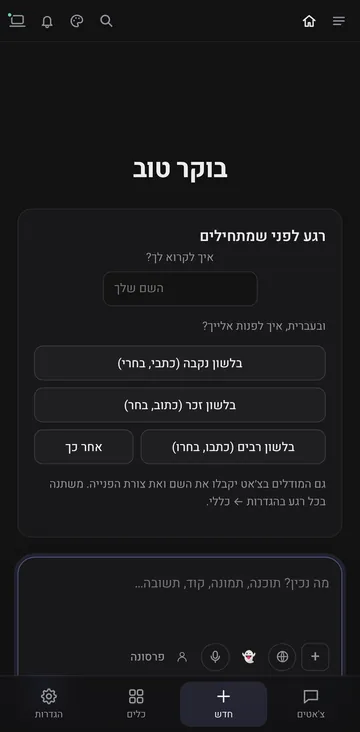 בוקר טוב
רגע לפני שמתחילים
איך לקרוא לך?
השם שלך
ובעברית, איך לפנות אלייך?
בלשון נקבה (כתבי, בחרי)
בלשון זכר (כתוב, בחר)
בלשון רבים (כתבו, בחרו)
אחר כך
גם המודלים בצ'אט יקבלו את השם ואת צורת הפנייה. משתנה
בכל רגע בהגדרות ← כללי.
מה נכין? תוכנה, תמונה, קוד, תשובה...
פרסונה
צ'אטים
חדש
כלים
הגדרות